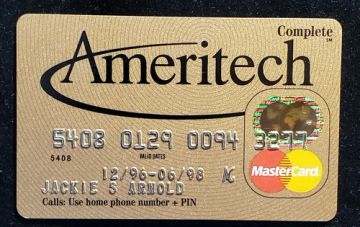 Complete SM
Ameritech
5408 0129 0094 3277
5408 VALID DATES
12/96-06/98
JACKIE S ARNOLD
MasterCard
Calls: Use home phone number + PIN